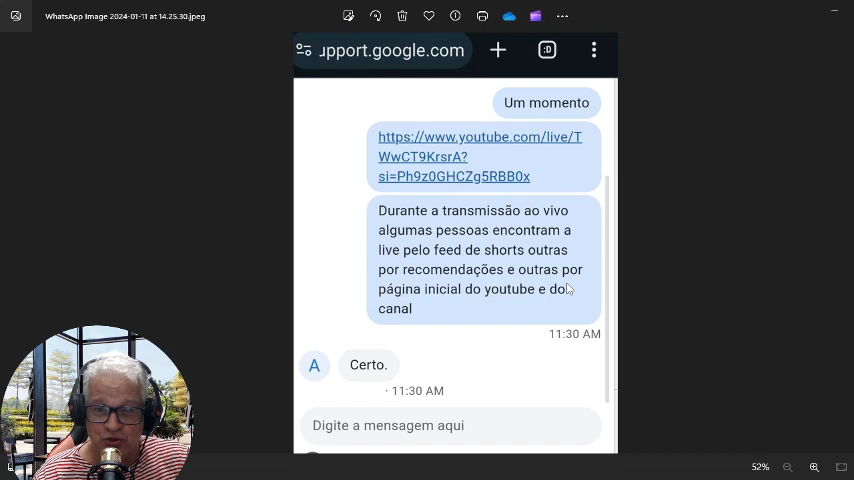 WhatsApp Image 2024-01-11 at 14.25.30.jpeg
upport.google.com
:D
Um momento
https://www.youtube.com/live/T
WwCT9KrsrA?
si=Ph9z0GHCZg5RBB0x
Durante a transmissão ao vivo
algumas pessoas encontram a
live pelo feed de shorts outras
por recomendações e outras por
página inicial do youtube e do
canal
11:30 AM
A
Certo.
· 11:30 AM
Digite a mensagem aqui
52%